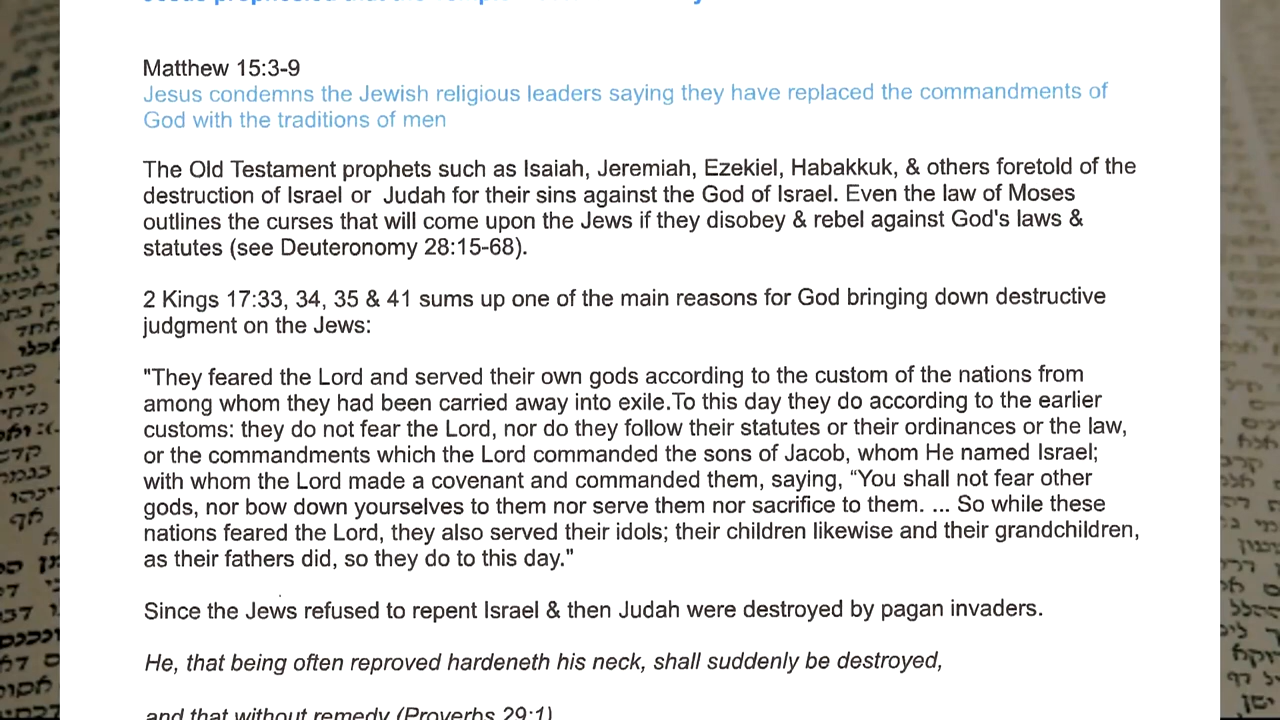 Matthew 15:3-9
Jesus condemns the Jewish religious leaders saying they have replaced the commandments of
God with the traditions of men
The Old Testament prophets such as Isaiah, Jeremiah, Ezekiel, Habakkuk, & others foretold of the
destruction of Israel or  Judah for their sins against the God of Israel. Even the law of Moses
outlines the curses that will come upon the Jews if they disobey & rebel against God's laws &
statutes (see Deuteronomy 28:15-68).
2 Kings 17:33, 34, 35 & 41 sums up one of the main reasons for God bringing down destructive
judgment on the Jews:
"They feared the Lord and served their own gods according to the custom of the nations from
among whom they had been carried away into exile.To this day they do according to the earlier
customs: they do not fear the Lord, nor do they follow their statutes or their ordinances or the law,
or the commandments which the Lord commanded the sons of Jacob, whom He named Israel;
with whom the Lord made a covenant and commanded them, saying, “You shall not fear other
gods, nor bow down yourselves to them nor serve them nor sacrifice to them. ... So while these
nations feared the Lord, they also served their idols; their children likewise and their grandchildren,
as their fathers did, so they do to this day."
Since the Jews refused to repent Israel & then Judah were destroyed by pagan invaders.
He, that being often reproved hardeneth his neck, shall suddenly be destroyed,
and that without remedy (Proverbs 29:1)